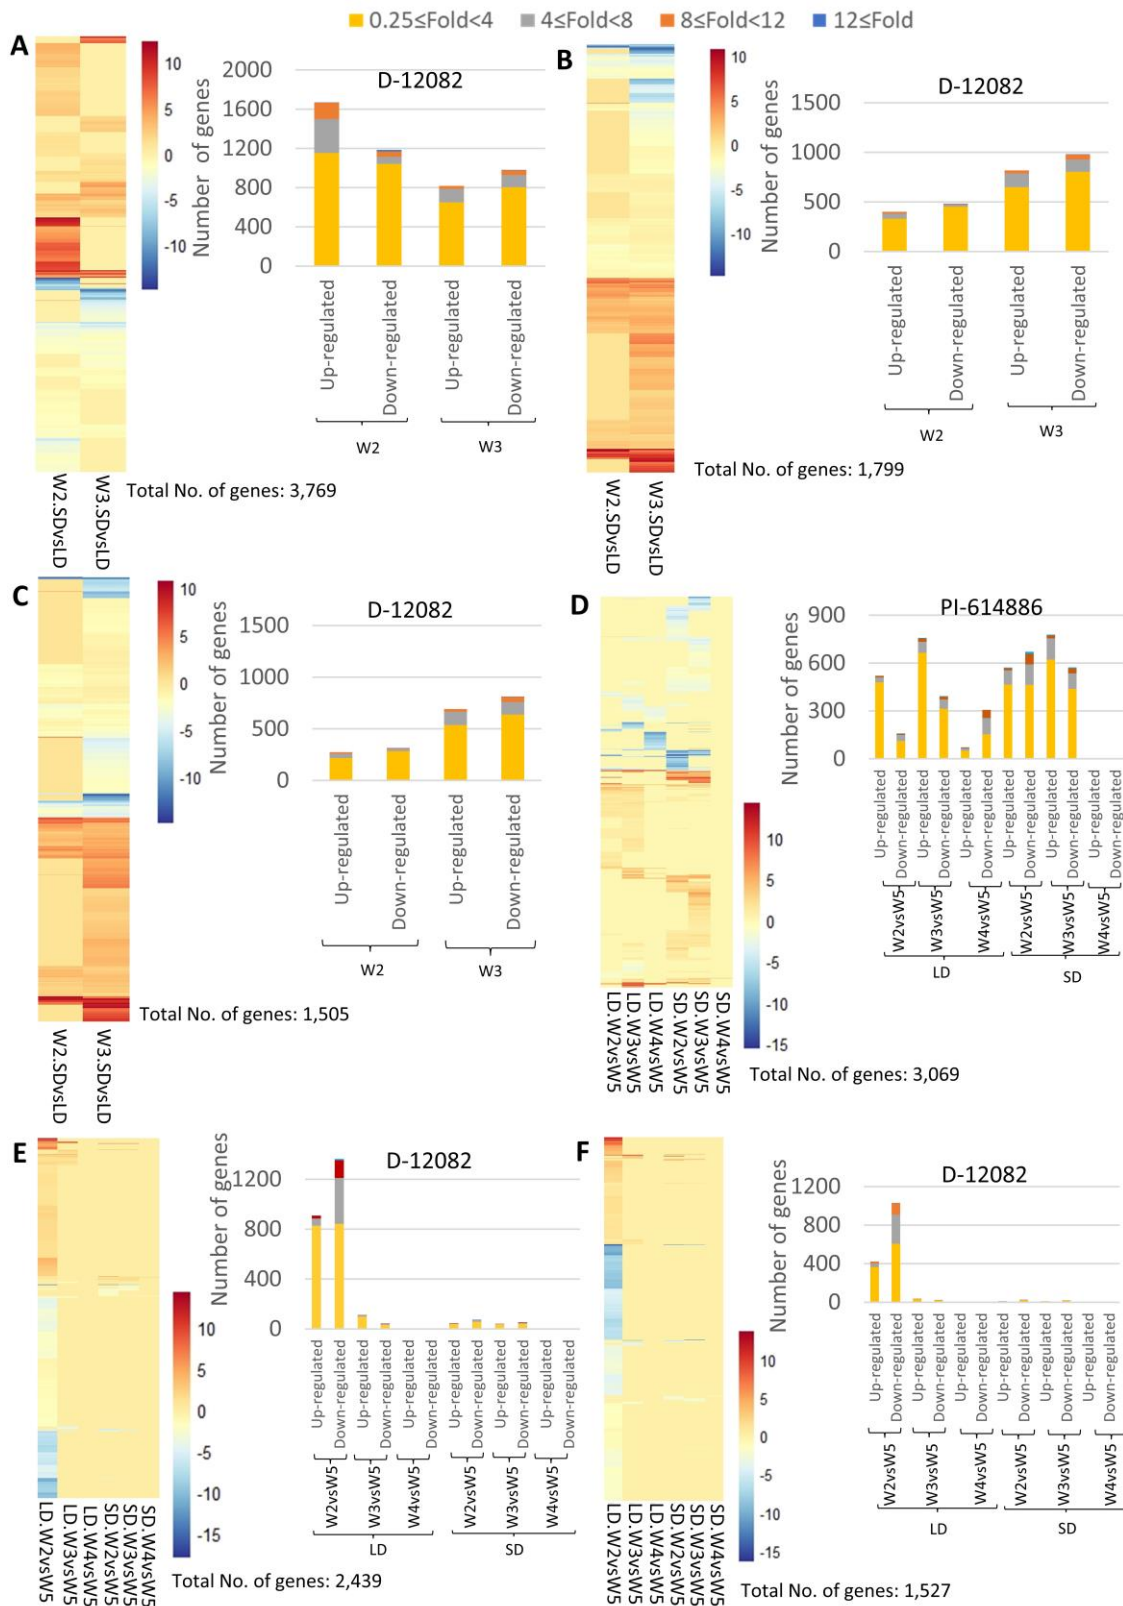 0.25≤Fold<4 4≤Fold<8 8≤Fold<12 12≤Fold
A
10
5
0
-5
-10
D-12082
Number of genes
2000
1600
1200
800
400
0
Up-regulated
Down-regulated
Up-regulated
Down-regulated
W2
W3
W2.SDvsLD
W3.SDvsLD
Total No. of genes: 3,769
B
10
5
0
-5
-10
D-12082
Number of genes
1500
1000
500
0
Up-regulated
Down-regulated
Up-regulated
Down-regulated
W2
W3
W2.SDvsLD
W3.SDvsLD
Total No. of genes: 1,799
C
10
5
0
-5
-10
D-12082
Number of genes
1500
1000
500
0
Up-regulated
Down-regulated
Up-regulated
Down-regulated
W2
W3
W2.SDvsLD
W3.SDvsLD
Total No. of genes: 1,505
D
10
5
0
-5
-10
-15
PI-614886
Number of genes
900
600
300
0
Up-regulated
Down-regulated
Up-regulated
Down-regulated
Up-regulated
Down-regulated
Up-regulated
Down-regulated
Up-regulated
Down-regulated
Up-regulated
Down-regulated
W2vsW5
W3vsW5
W4vsW5
W2vsW5
W3vsW5
W4vsW5
LD
SD
LD.W2vsW5
LD.W3vsW5
LD.W4vsW5
SD.W2vsW5
SD.W3vsW5
SD.W4vsW5
Total No. of genes: 3,069
E
10
5
0
-5
-10
-15
D-12082
Number of genes
1200
800
400
0
Up-regulated
Down-regulated
Up-regulated
Down-regulated
Up-regulated
Down-regulated
Up-regulated
Down-regulated
Up-regulated
Down-regulated
Up-regulated
Down-regulated
W2vsW5
W3vsW5
W4vsW5
W2vsW5
W3vsW5
W4vsW5
LD
SD
LD.W2vsW5
LD.W3vsW5
LD.W4vsW5
SD.W2vsW5
SD.W3vsW5
SD.W4vsW5
Total No. of genes: 2,439
F
10
5
0
-5
-10
-15
D-12082
Number of genes
1200
800
400
0
Up-regulated
Down-regulated
Up-regulated
Down-regulated
Up-regulated
Down-regulated
Up-regulated
Down-regulated
Up-regulated
Down-regulated
Up-regulated
Down-regulated
W2vsW5
W3vsW5
W4vsW5
W2vsW5
W3vsW5
W4vsW5
LD
SD
LD.W2vsW5
LD.W3vsW5
LD.W4vsW5
SD.W2vsW5
SD.W3vsW5
SD.W4vsW5
Total No. of genes: 1,527